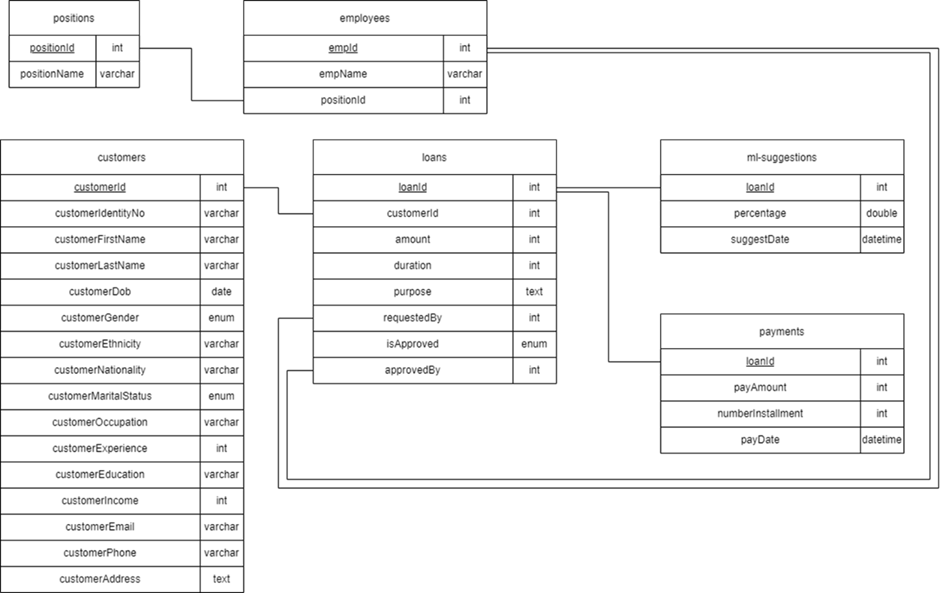 positions
positionId int
positionName varchar
employees
empId int
empName varchar
positionId int
customers
customerId int
customerIdentityNo varchar
customerFirstName varchar
customerLastName varchar
customerDob date
customerGender enum
customerEthnicity varchar
customerNationality varchar
customerMaritalStatus enum
customerOccupation varchar
customerExperience int
customerEducation varchar
customerIncome int
customerEmail varchar
customerPhone varchar
customerAddress text
loans
loanId int
customerId int
amount int
duration int
purpose text
requestedBy int
isApproved enum
approvedBy int
ml-suggestions
loanId int
percentage double
suggestDate datetime
payments
loanId int
payAmount int
numberInstallment int
payDate datetime